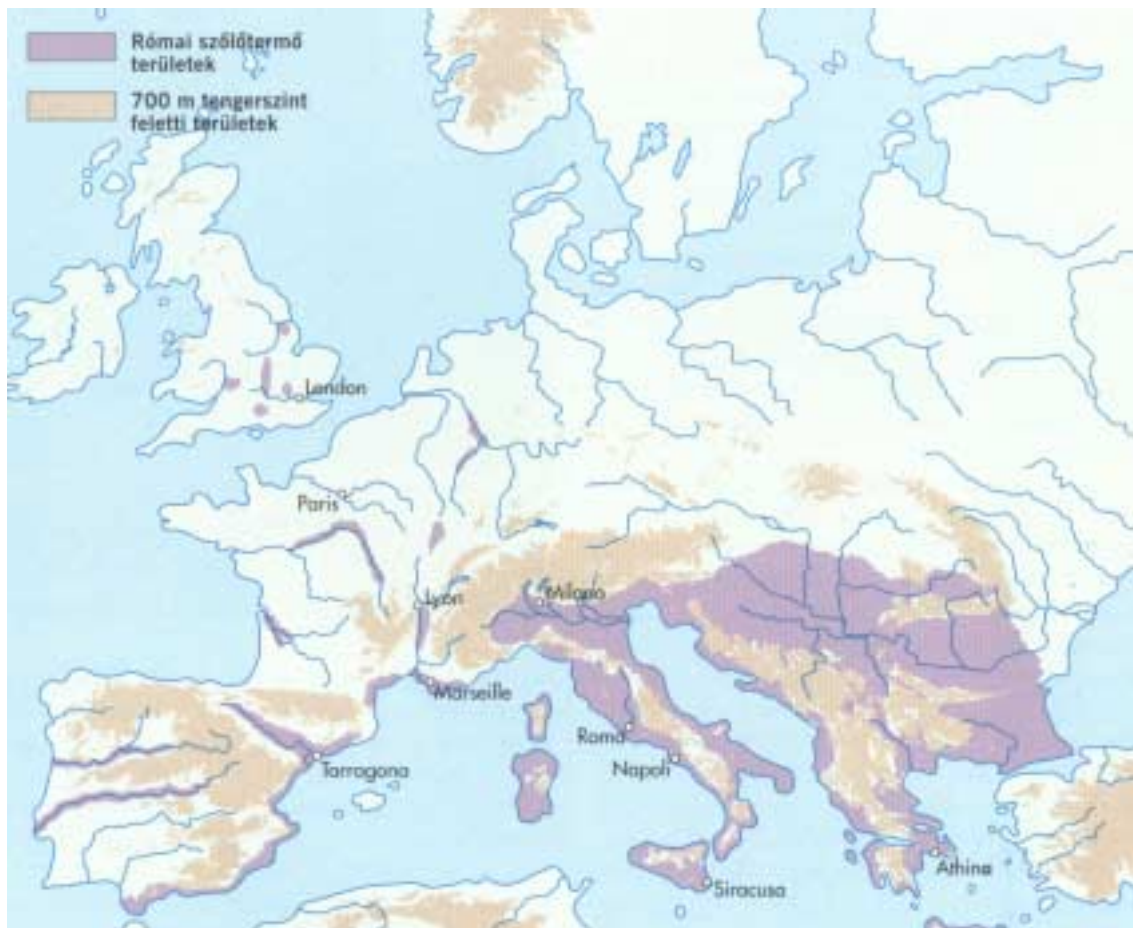 Római szőlőtermő
területek
700 m tengerszint
feletti területek
London
Paris
Lyon
Milano
Marseille
Roma
Tarragona
Napoli
Athina
Siracusa